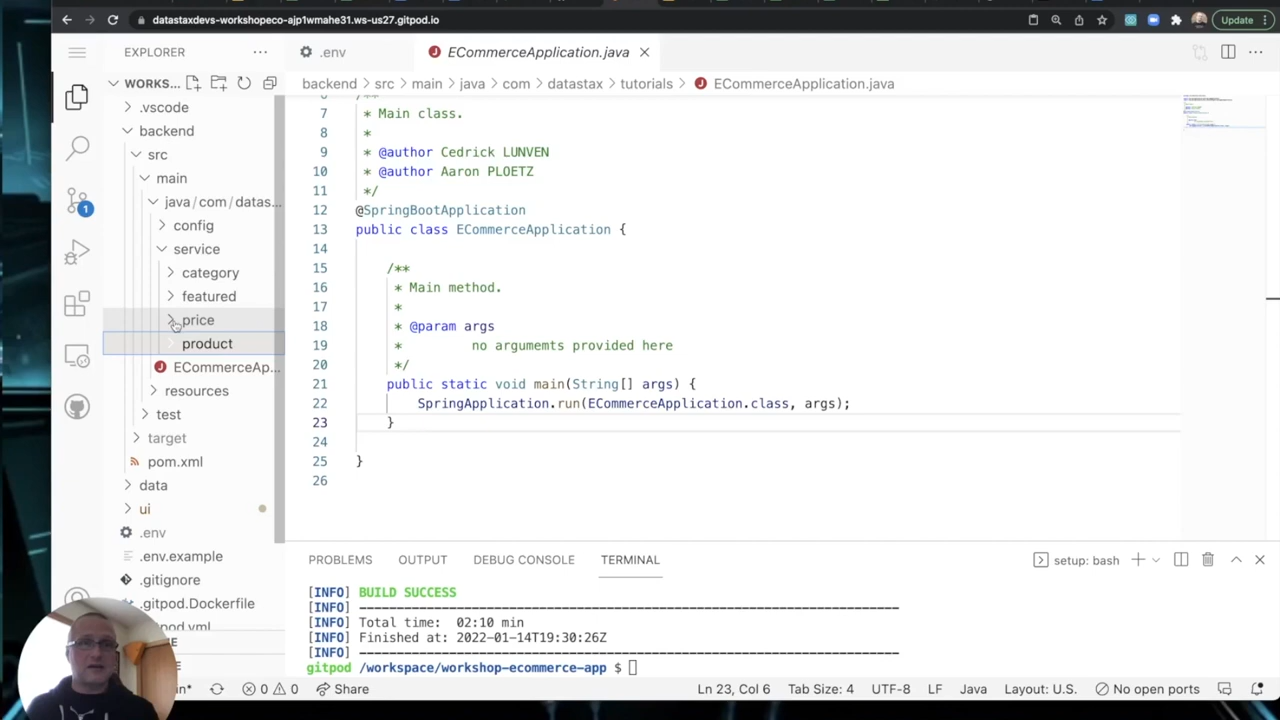 datastaxdevs-workshopeco-ajp1wmahe31.ws-us27.gitpod.io
Update
EXPLORER
.env
ECommerceApplication.java
WORKS...
backend
src
main
java
com
datastax
tutorials
ECommerceApplication.java
.vscode
backend
src
main
java/com/datas...
config
service
category
featured
price
product
ECommerceAp...
resources
test
target
pom.xml
data
ui
.env
.env.example
.gitignore
.gitpod.Dockerfile
1
6 /**
7 * Main class.
8 *
9 * @author Cedrick LUNVEN
10 * @author Aaron PLOETZ
11 */
12 @SpringBootApplication
13 public class ECommerceApplication {
14
15 /**
16 * Main method.
17 *
18 * @param args
19 * no argumemts provided here
20 */
21 public static void main(String[] args) {
22 SpringApplication.run(ECommerceApplication.class, args);
23 }
24
25 }
26
PROBLEMS
OUTPUT
DEBUG CONSOLE
TERMINAL
setup: bash
[INFO] BUILD SUCCESS
[INFO] ------------------------------------------------------------------------
[INFO] Total time: 02:10 min
[INFO] Finished at: 2022-01-14T19:30:26Z
[INFO] ------------------------------------------------------------------------
gitpod /workspace/workshop-ecommerce-app $
0 0
Share
Ln 23, Col 6
Tab Size: 4
UTF-8
LF
Java
Layout: U.S.
No open ports